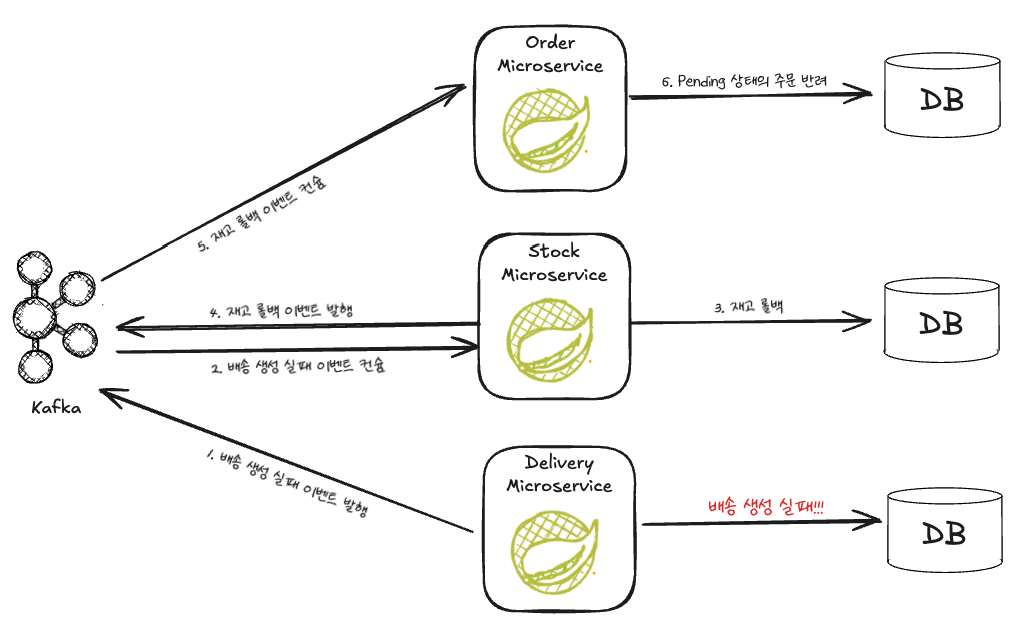 Order
Microservice
6. Pending 상태의 주문 반려
DB
5. 재고 롤백 이벤트 컨슘
Stock
Microservice
4. 재고 롤백 이벤트 발행
3. 재고 롤백
DB
2. 배송 생성 실패 이벤트 컨슘
Kafka
1. 배송 생성 실패 이벤트 발행
Delivery
Microservice
배송 생성 실패!!!
DB